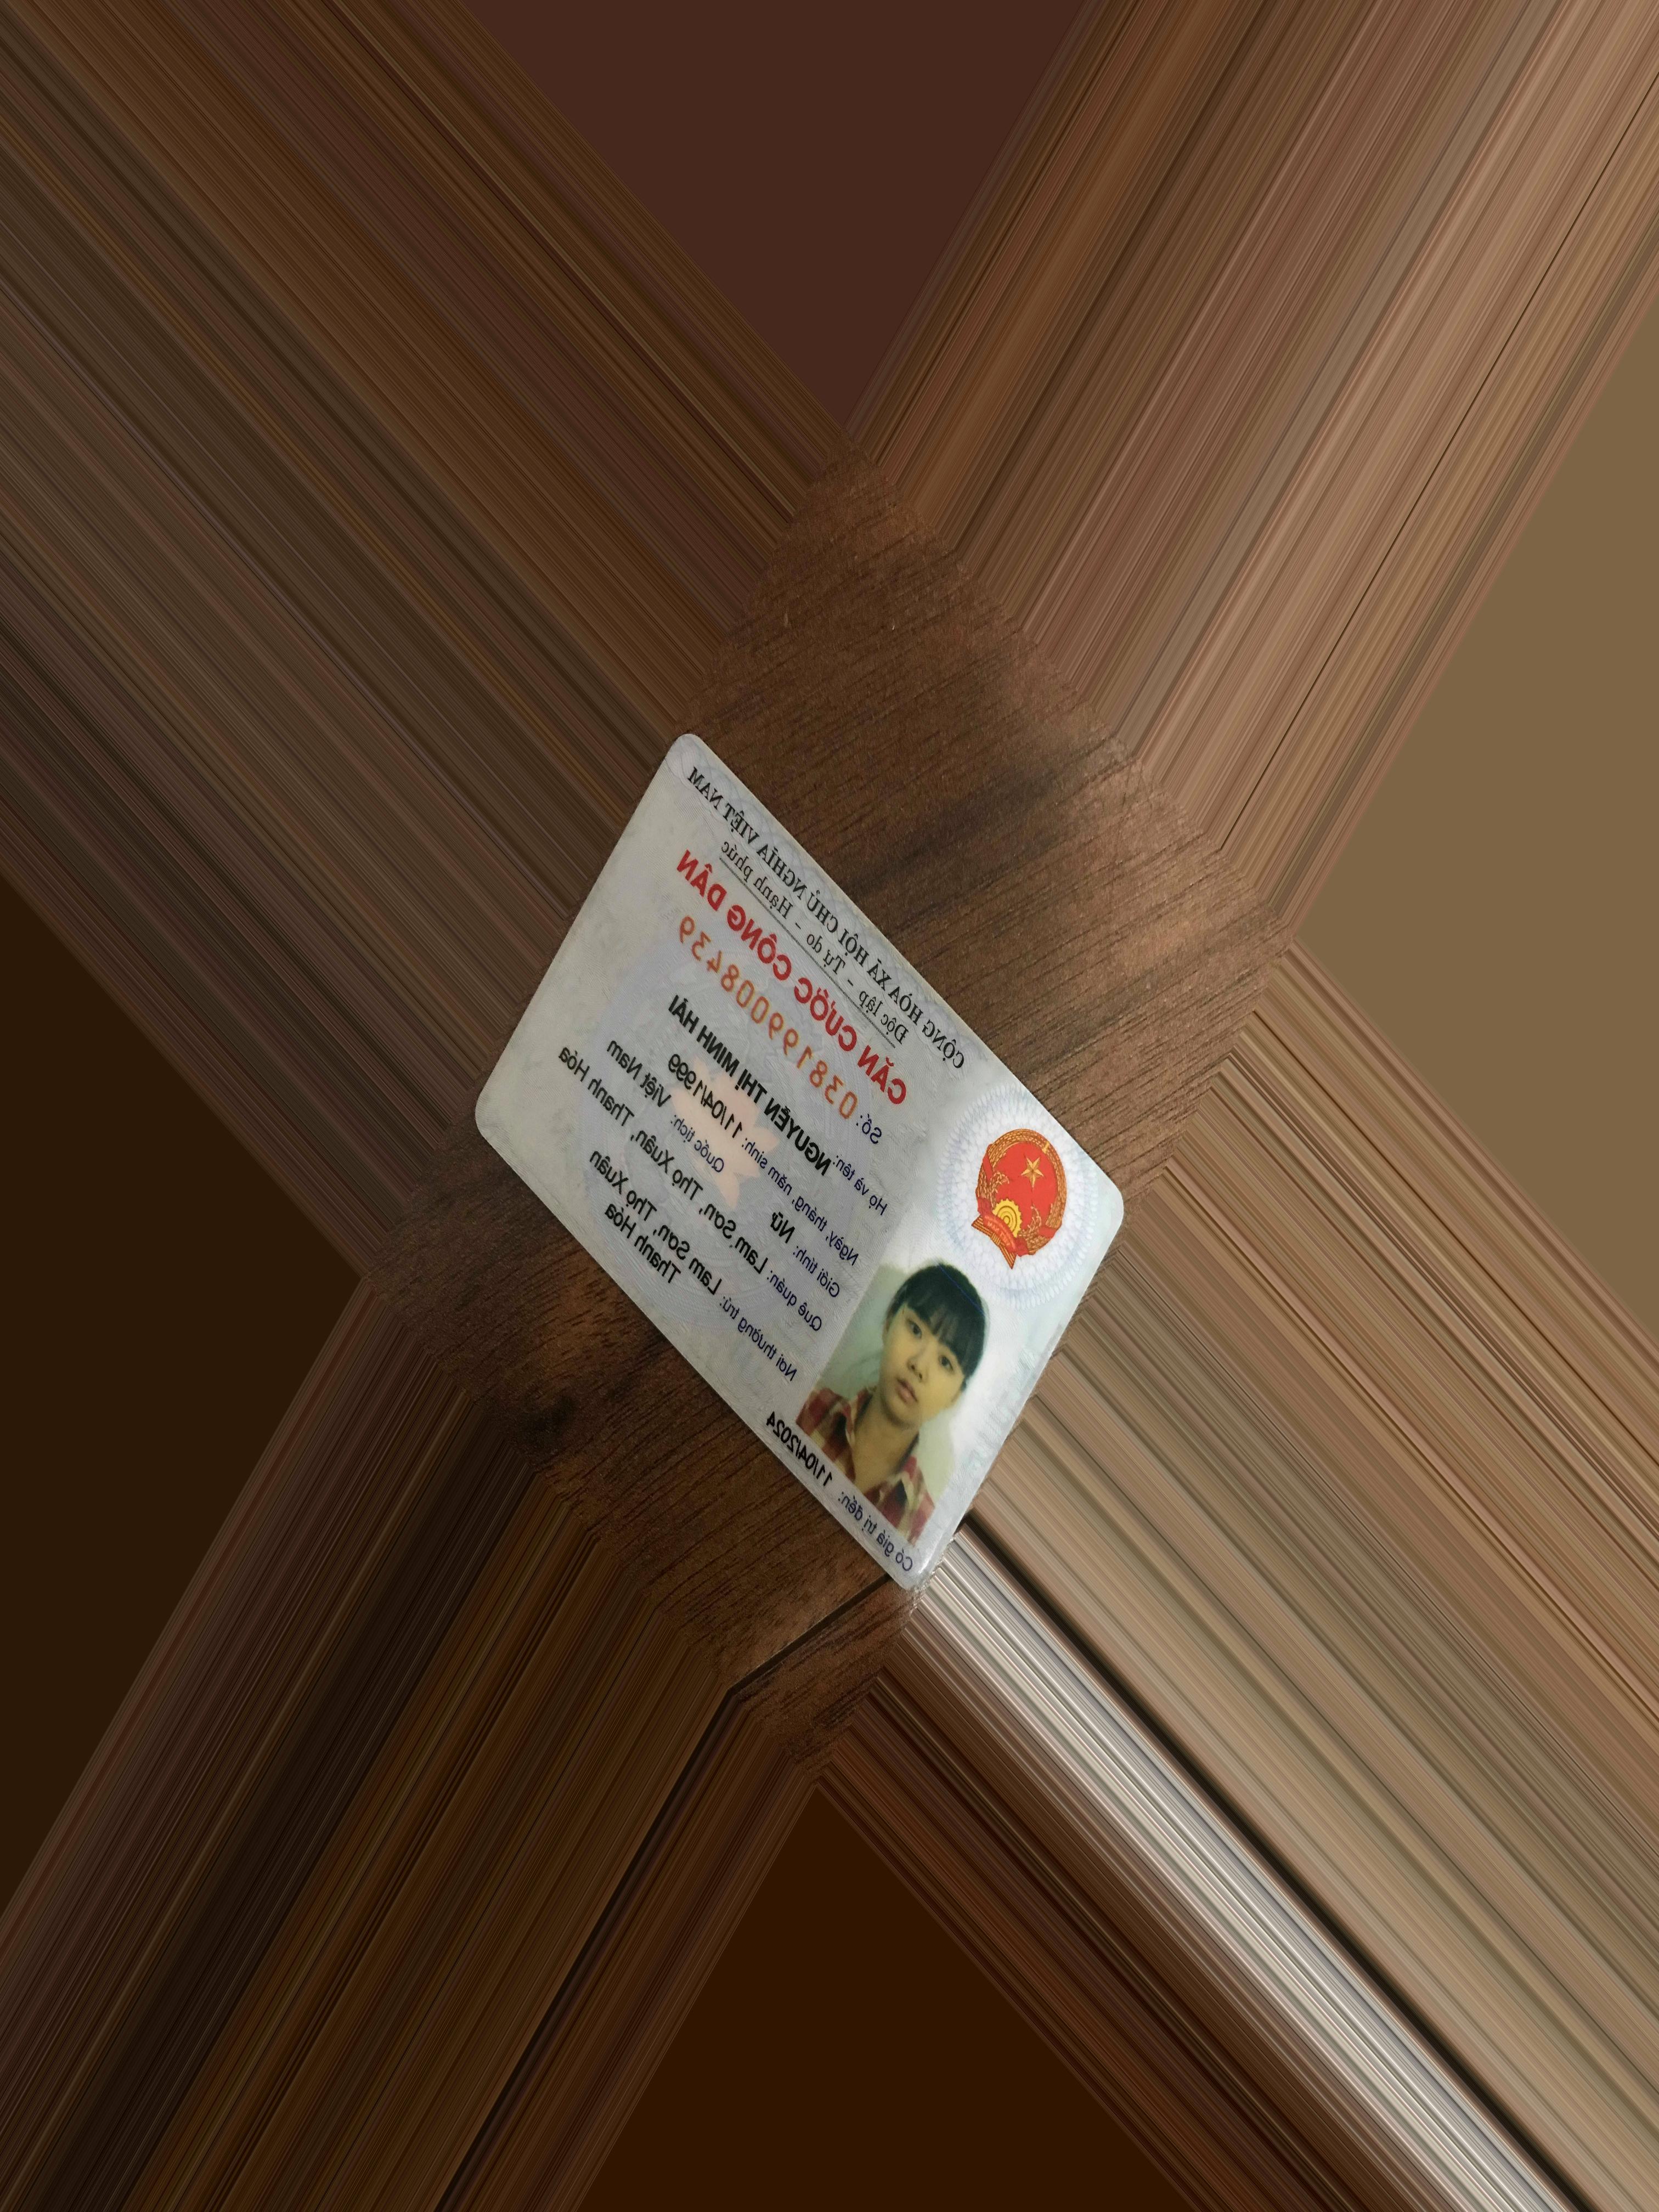 CỘNG HÒA XÃ HỘI CHỦ NGHĨA VIỆT NAM
Độc lập - Tự do - Hạnh phúc
CĂN CƯỚC CÔNG DÂN
Số: 038199008439
Họ và tên: NGUYỄN THỊ MINH HẢI
Ngày, tháng, năm sinh: 11/04/1999
Giới tính: Nữ Quốc tịch: Việt Nam
Quê quán: Lam Sơn, Thọ Xuân, Thanh Hóa
Nơi thường trú: Lam Sơn, Thọ Xuân
Thanh Hóa
Có giá trị đến: 11/04/2024